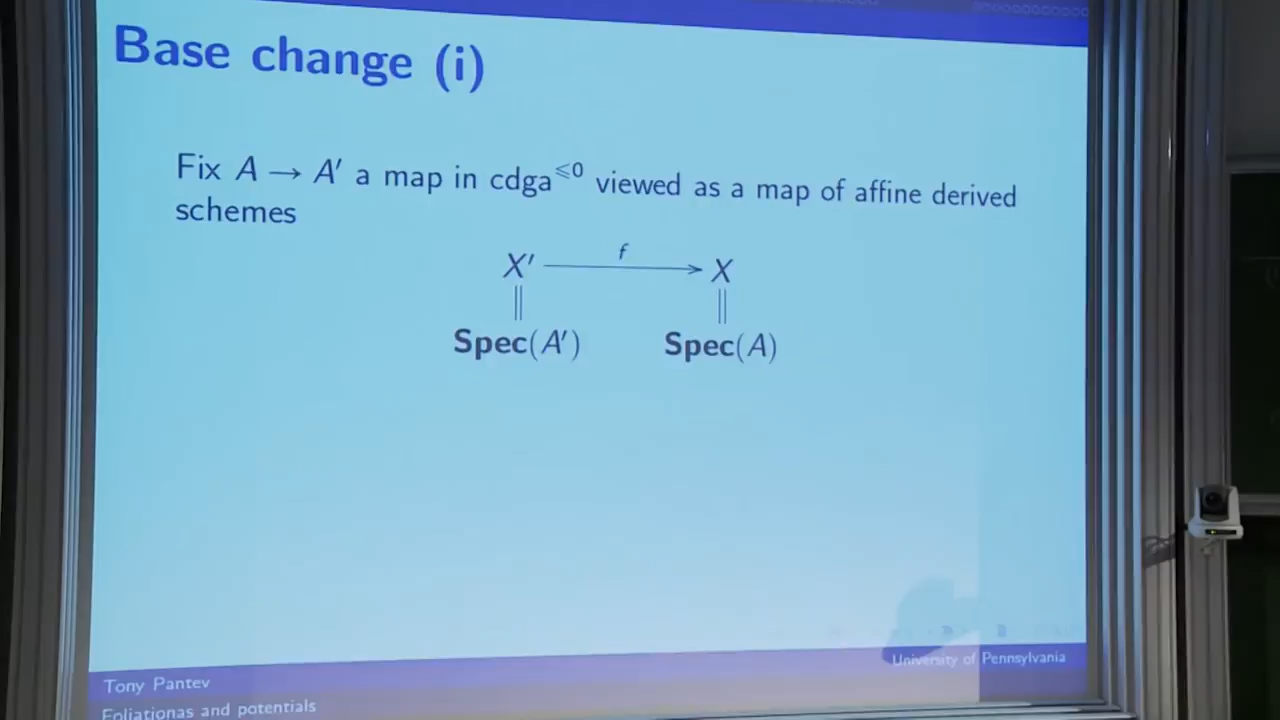 Base change (i)
Fix A → A′ a map in cdga^{⩽0} viewed as a map of affine derived
schemes
f
X′ → X
Spec(A′) Spec(A)
University of Pennsylvania
Tony Pantev
Foliationas and potentials